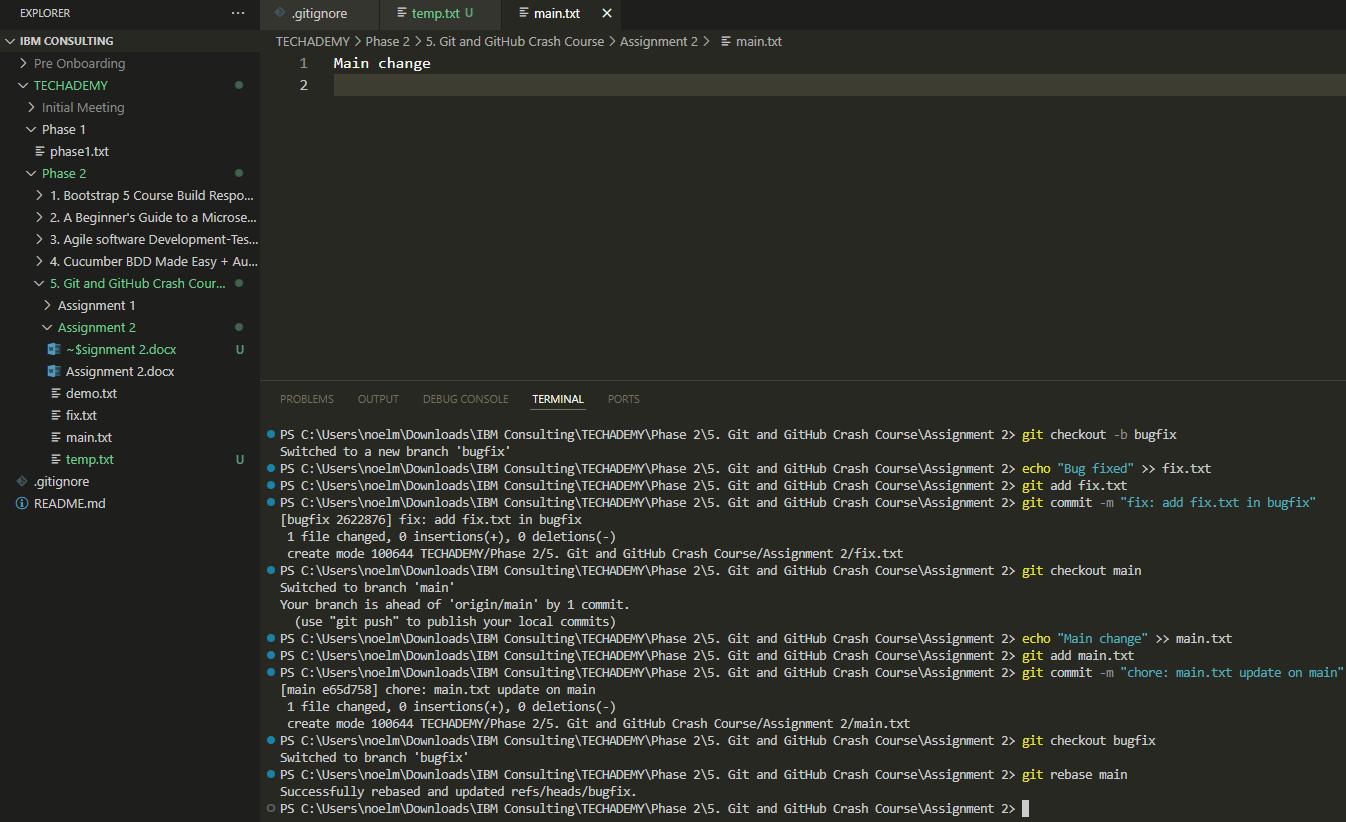 EXPLORER
IBM CONSULTING
Pre Onboarding
TECHADEMY
Initial Meeting
Phase 1
phase1.txt
Phase 2
1. Bootstrap 5 Course Build Respo...
2. A Beginner's Guide to a Microse...
3. Agile software Development-Tes...
4. Cucumber BDD Made Easy + Au...
5. Git and GitHub Crash Cour...
Assignment 1
Assignment 2
~$signment 2.docx U
Assignment 2.docx
demo.txt
fix.txt
main.txt
temp.txt U
.gitignore
README.md
.gitignore temp.txt U main.txt
TECHADEMY > Phase 2 > 5. Git and GitHub Crash Course > Assignment 2 > main.txt
1 Main change
2
PROBLEMS OUTPUT DEBUG CONSOLE TERMINAL PORTS
PS C:\Users\noelm\Downloads\IBM Consulting\TECHADEMY\Phase 2\5. Git and GitHub Crash Course\Assignment 2> git checkout -b bugfix
Switched to a new branch 'bugfix'
PS C:\Users\noelm\Downloads\IBM Consulting\TECHADEMY\Phase 2\5. Git and GitHub Crash Course\Assignment 2> echo "Bug fixed" >> fix.txt
PS C:\Users\noelm\Downloads\IBM Consulting\TECHADEMY\Phase 2\5. Git and GitHub Crash Course\Assignment 2> git add fix.txt
PS C:\Users\noelm\Downloads\IBM Consulting\TECHADEMY\Phase 2\5. Git and GitHub Crash Course\Assignment 2> git commit -m "fix: add fix.txt in bugfix"
[bugfix 2622876] fix: add fix.txt in bugfix
1 file changed, 0 insertions(+), 0 deletions(-)
create mode 100644 TECHADEMY/Phase 2/5. Git and GitHub Crash Course/Assignment 2/fix.txt
PS C:\Users\noelm\Downloads\IBM Consulting\TECHADEMY\Phase 2\5. Git and GitHub Crash Course\Assignment 2> git checkout main
Switched to branch 'main'
Your branch is ahead of 'origin/main' by 1 commit.
(use "git push" to publish your local commits)
PS C:\Users\noelm\Downloads\IBM Consulting\TECHADEMY\Phase 2\5. Git and GitHub Crash Course\Assignment 2> echo "Main change" >> main.txt
PS C:\Users\noelm\Downloads\IBM Consulting\TECHADEMY\Phase 2\5. Git and GitHub Crash Course\Assignment 2> git add main.txt
PS C:\Users\noelm\Downloads\IBM Consulting\TECHADEMY\Phase 2\5. Git and GitHub Crash Course\Assignment 2> git commit -m "chore: main.txt update on main"
[main e65d758] chore: main.txt update on main
1 file changed, 0 insertions(+), 0 deletions(-)
create mode 100644 TECHADEMY/Phase 2/5. Git and GitHub Crash Course/Assignment 2/main.txt
PS C:\Users\noelm\Downloads\IBM Consulting\TECHADEMY\Phase 2\5. Git and GitHub Crash Course\Assignment 2> git checkout bugfix
Switched to branch 'bugfix'
PS C:\Users\noelm\Downloads\IBM Consulting\TECHADEMY\Phase 2\5. Git and GitHub Crash Course\Assignment 2> git rebase main
Successfully rebased and updated refs/heads/bugfix.
PS C:\Users\noelm\Downloads\IBM Consulting\TECHADEMY\Phase 2\5. Git and GitHub Crash Course\Assignment 2>